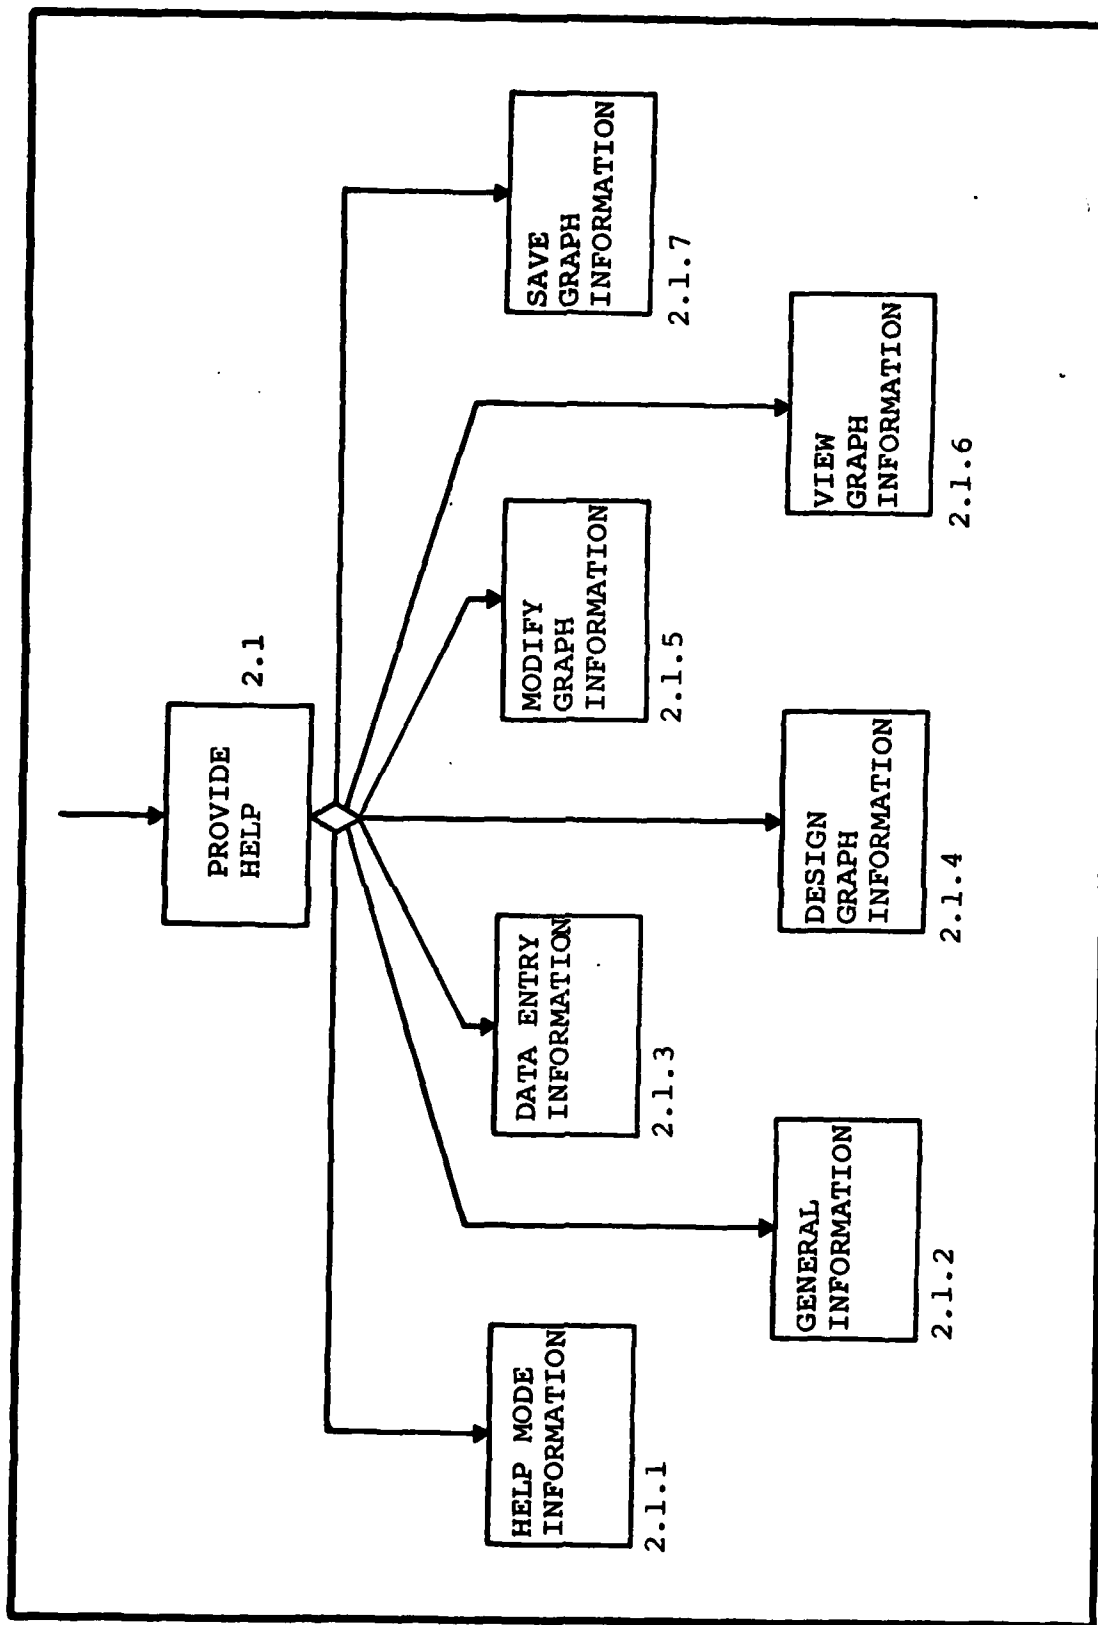 PROVIDE
HELP
2.1
HELP MODE
INFORMATION
2.1.1
GENERAL
INFORMATION
2.1.2
DATA ENTRY
INFORMATION
2.1.3
DESIGN
GRAPH
INFORMATION
2.1.4
MODIFY
GRAPH
INFORMATION
2.1.5
VIEW
GRAPH
INFORMATION
2.1.6
SAVE
GRAPH
INFORMATION
2.1.7